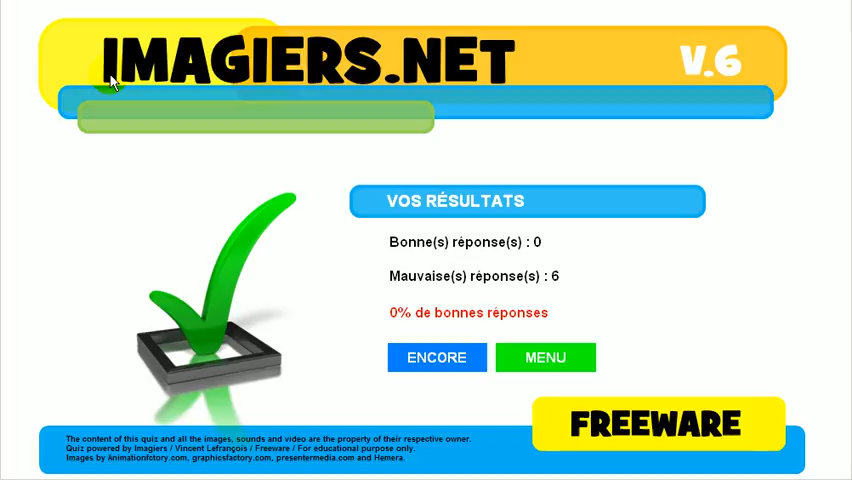 IMAGIERS.NET
V.6
VOS RÉSULTATS
Bonne(s) réponse(s) : 0
Mauvaise(s) réponse(s) : 6
0% de bonnes réponses
ENCORE
MENU
FREEWARE
The content of this quiz and all the images, sounds and video are the property of their respective owner.
Quiz powered by Imagiers / Vincent Lefrançois / Freeware / For educational purpose only.
Images by Animationfctory.com, graphicsfactory.com, presentermedia.com and Hemera.